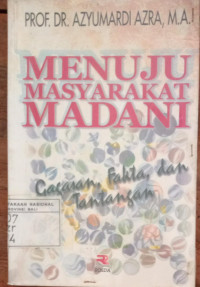 PROF. DR. AZYUMARDI AZRA, M.A.
MENUJU
MASYARAKAT
MADANI
Gagasan, Fakta, dan
Tantangan